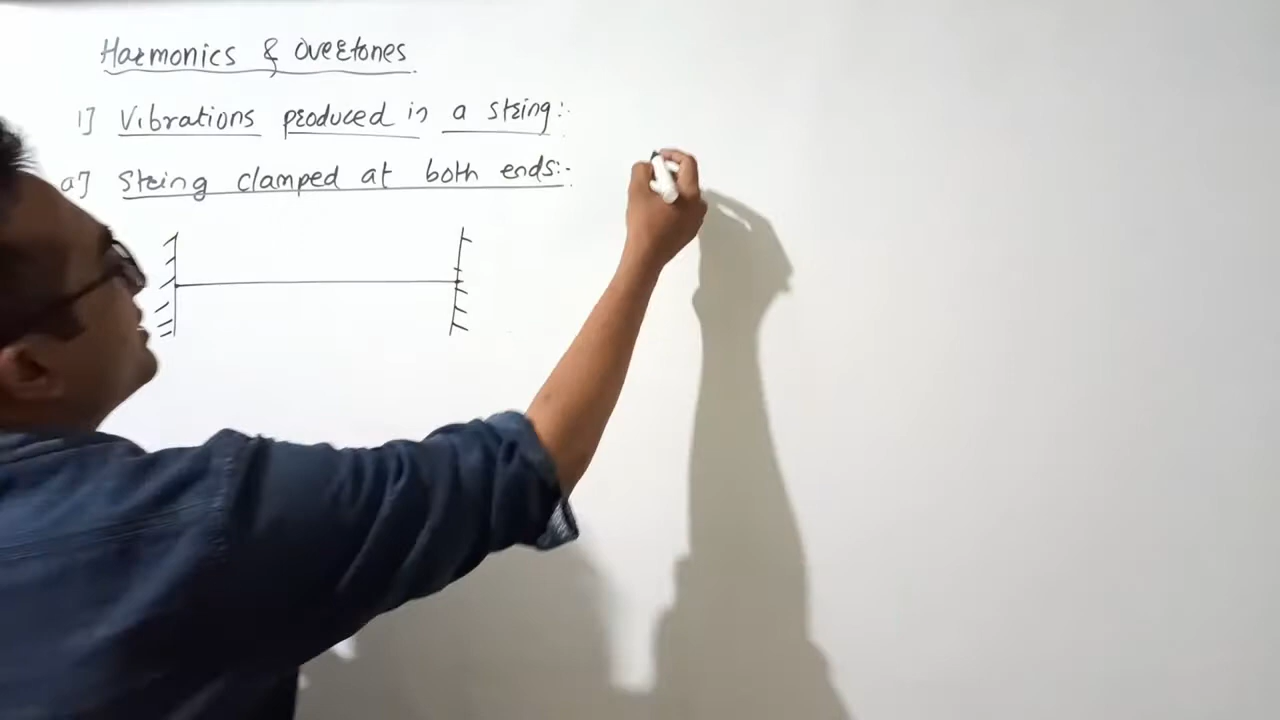 Harmonics & Overtones
1] Vibrations produced in a string:-
a] String clamped at both ends:-